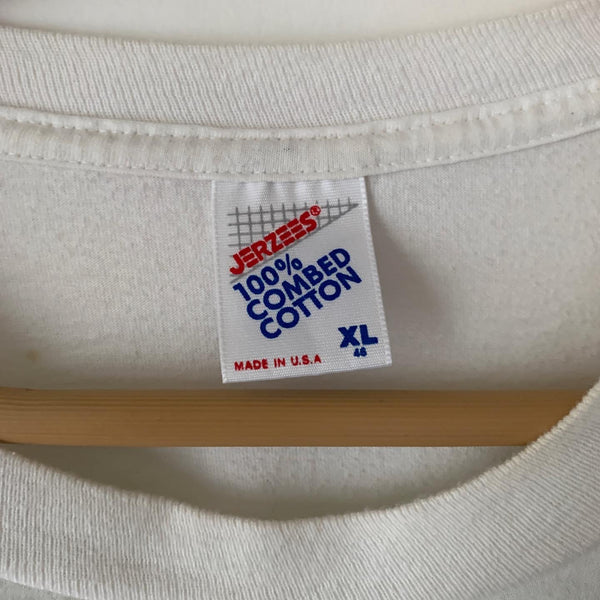 JERZEES®
100%
COMBED
COTTON
XL
46
MADE IN U.S.A